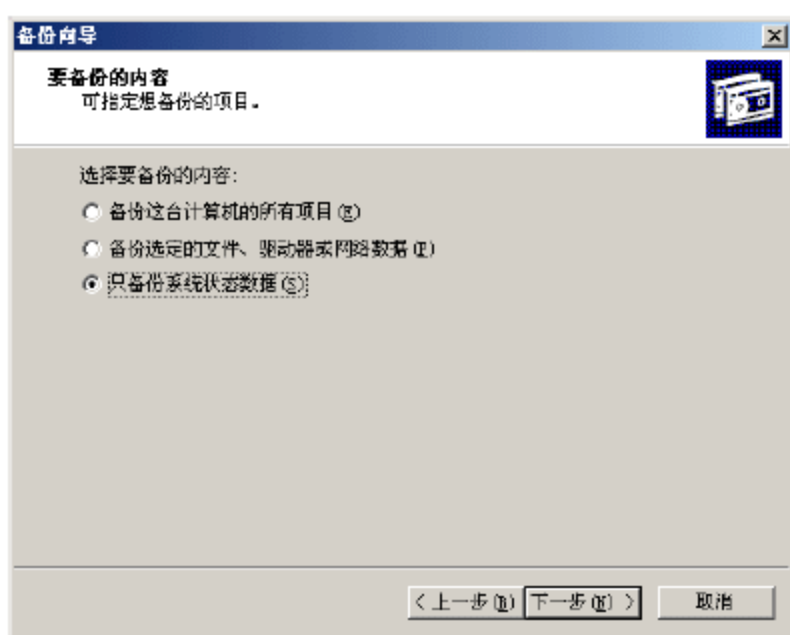 备份向导
要备份的内容
可指定想备份的项目。
选择要备份的内容:
备份这台计算机的所有项目(E)
备份选定的文件、驱动器或网络数据(F)
只备份系统状态数据(S)
< 上一步(B) 下一步(N) > 取消